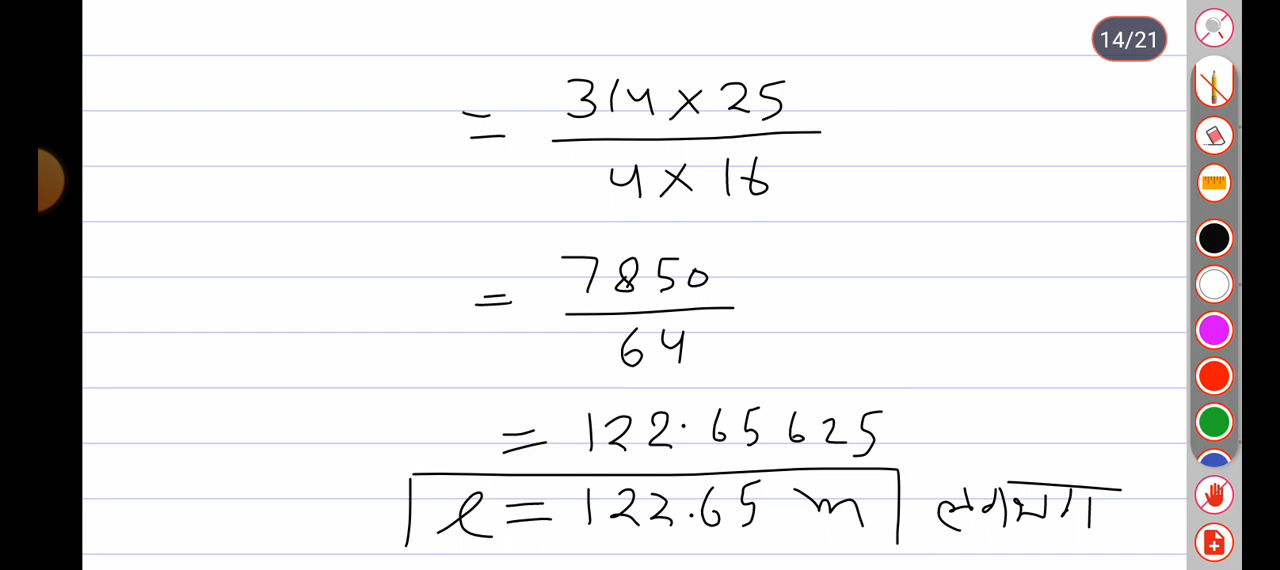 14/21
= 314 × 25
4 × 16
= 7850
64
= 122.65625
l = 122.65 m लगभग